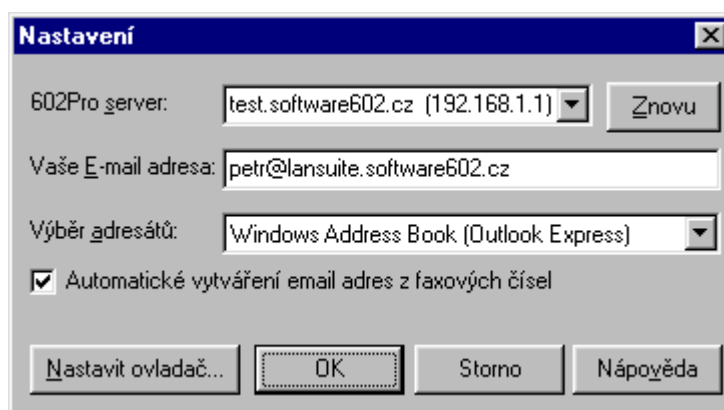 Nastavení
602Pro server: test.software602.cz (192.168.1.1) Znovu
Vaše E-mail adresa: petr@lansuite.software602.cz
Výběr adresátů: Windows Address Book (Outlook Express)
Automatické vytváření email adres z faxových čísel
Nastavit ovladač... OK Storno Nápověda